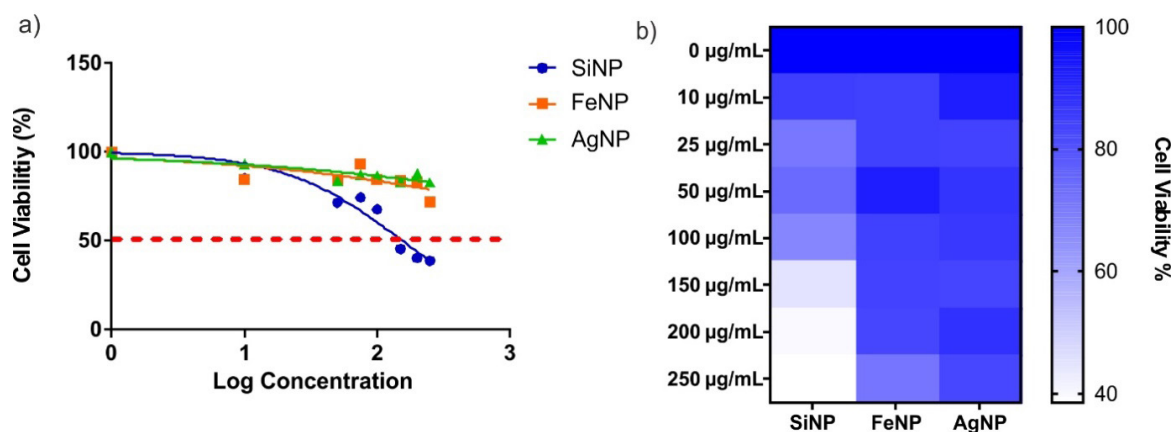 a)
150
100
50
0
0
1
2
3
Cell Viabilitiy (%)
Log Concentration
SiNP
FeNP
AgNP
b)
0 µg/mL
10 µg/mL
25 µg/mL
50 µg/mL
100 µg/mL
150 µg/mL
200 µg/mL
250 µg/mL
SiNP
FeNP
AgNP
100
80
60
40
Cell Viability %